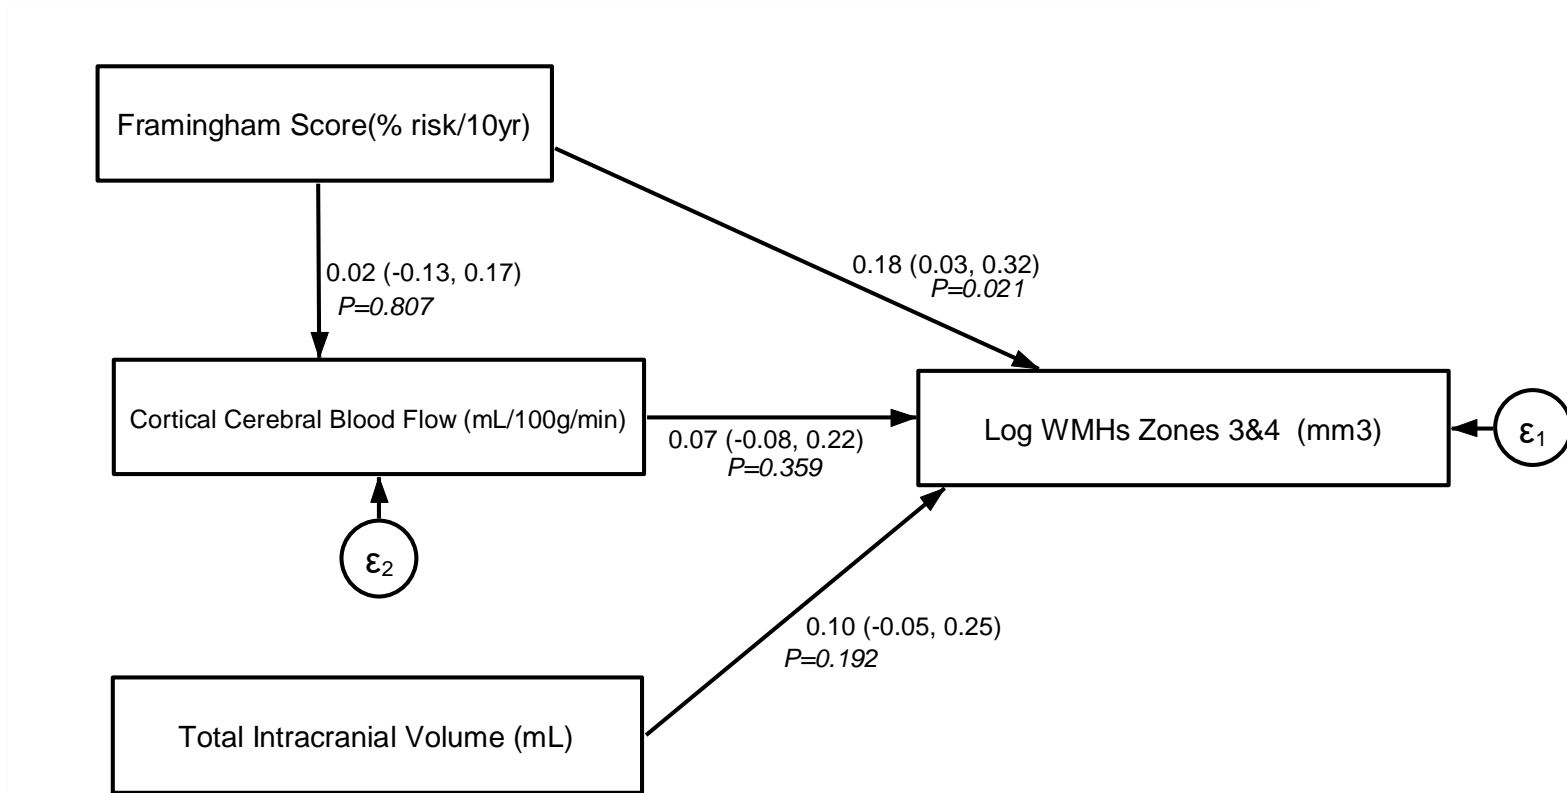 Framingham Score(% risk/10yr)
0.02 (-0.13, 0.17)
P=0.807
0.18 (0.03, 0.32)
P=0.021
Cortical Cerebral Blood Flow (mL/100g/min)
0.07 (-0.08, 0.22)
P=0.359
Log WMHs Zones 3&4  (mm3)
ε1
ε2
0.10 (-0.05, 0.25)
P=0.192
Total Intracranial Volume (mL)